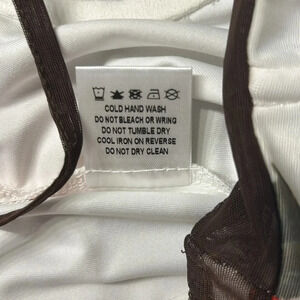 COLD HAND WASH
DO NOT BLEACH OR WRING
DO NOT TUMBLE DRY
COOL IRON ON REVERSE
DO NOT DRY CLEAN